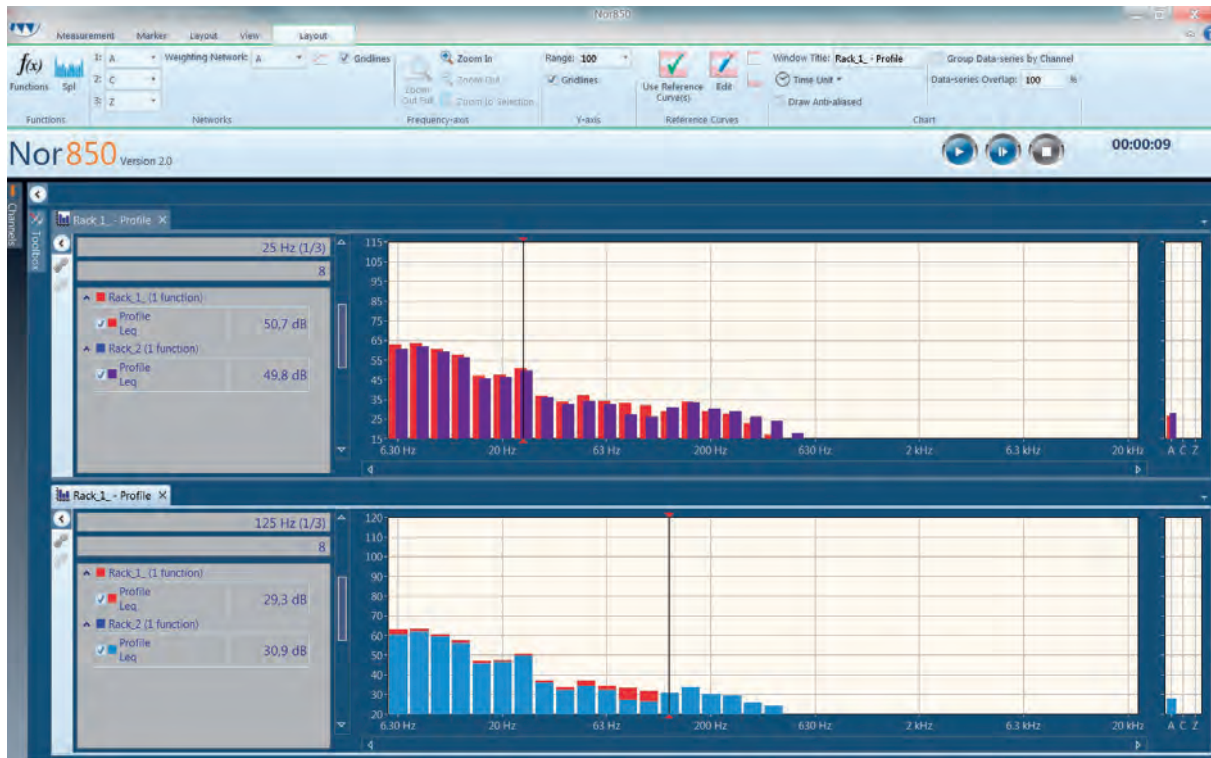 Nor850
Measurement Marker Layout View Layout
f(x) 1: A Weighting Network: A Gridlines Zoom In Range: 100 Window Title: Rack_1_ - Profile Group Data-series by Channel
Functions Spl 2: C Zoom Out Gridlines Use Reference Curve(s) Edit Time Unit Data-series Overlap: 100 %
3: Z Zoom Out Full Zoom to Selection Draw Anti-aliased
Functions Networks Frequency-axis Y-axis Reference Curves Chart
Nor850 Version 2.0 00:00:09
Channels
Toolbox
Rack_1_ - Profile
25 Hz (1/3)
8
Rack_1_ (1 function)
Profile
Leq 50,7 dB
Rack_2 (1 function)
Profile
Leq 49,8 dB
115
105
95
85
75
65
55
45
35
25
15
6.30 Hz 20 Hz 63 Hz 200 Hz 630 Hz 2 kHz 6.3 kHz 20 kHz A C Z
Rack_1_ - Profile
125 Hz (1/3)
8
Rack_1_ (1 function)
Profile
Leq 29,3 dB
Rack_2 (1 function)
Profile
Leq 30,9 dB
120
110
100
90
80
70
60
50
40
30
20
6.30 Hz 20 Hz 63 Hz 200 Hz 630 Hz 2 kHz 6.3 kHz 20 kHz A C Z